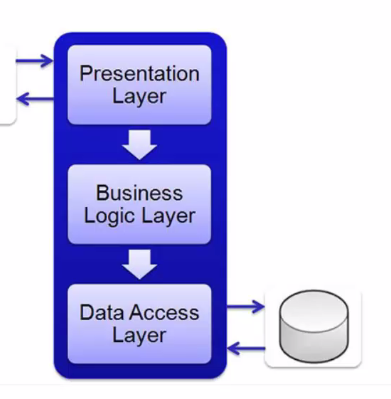 Presentation
Layer
Business
Logic Layer
Data Access
Layer